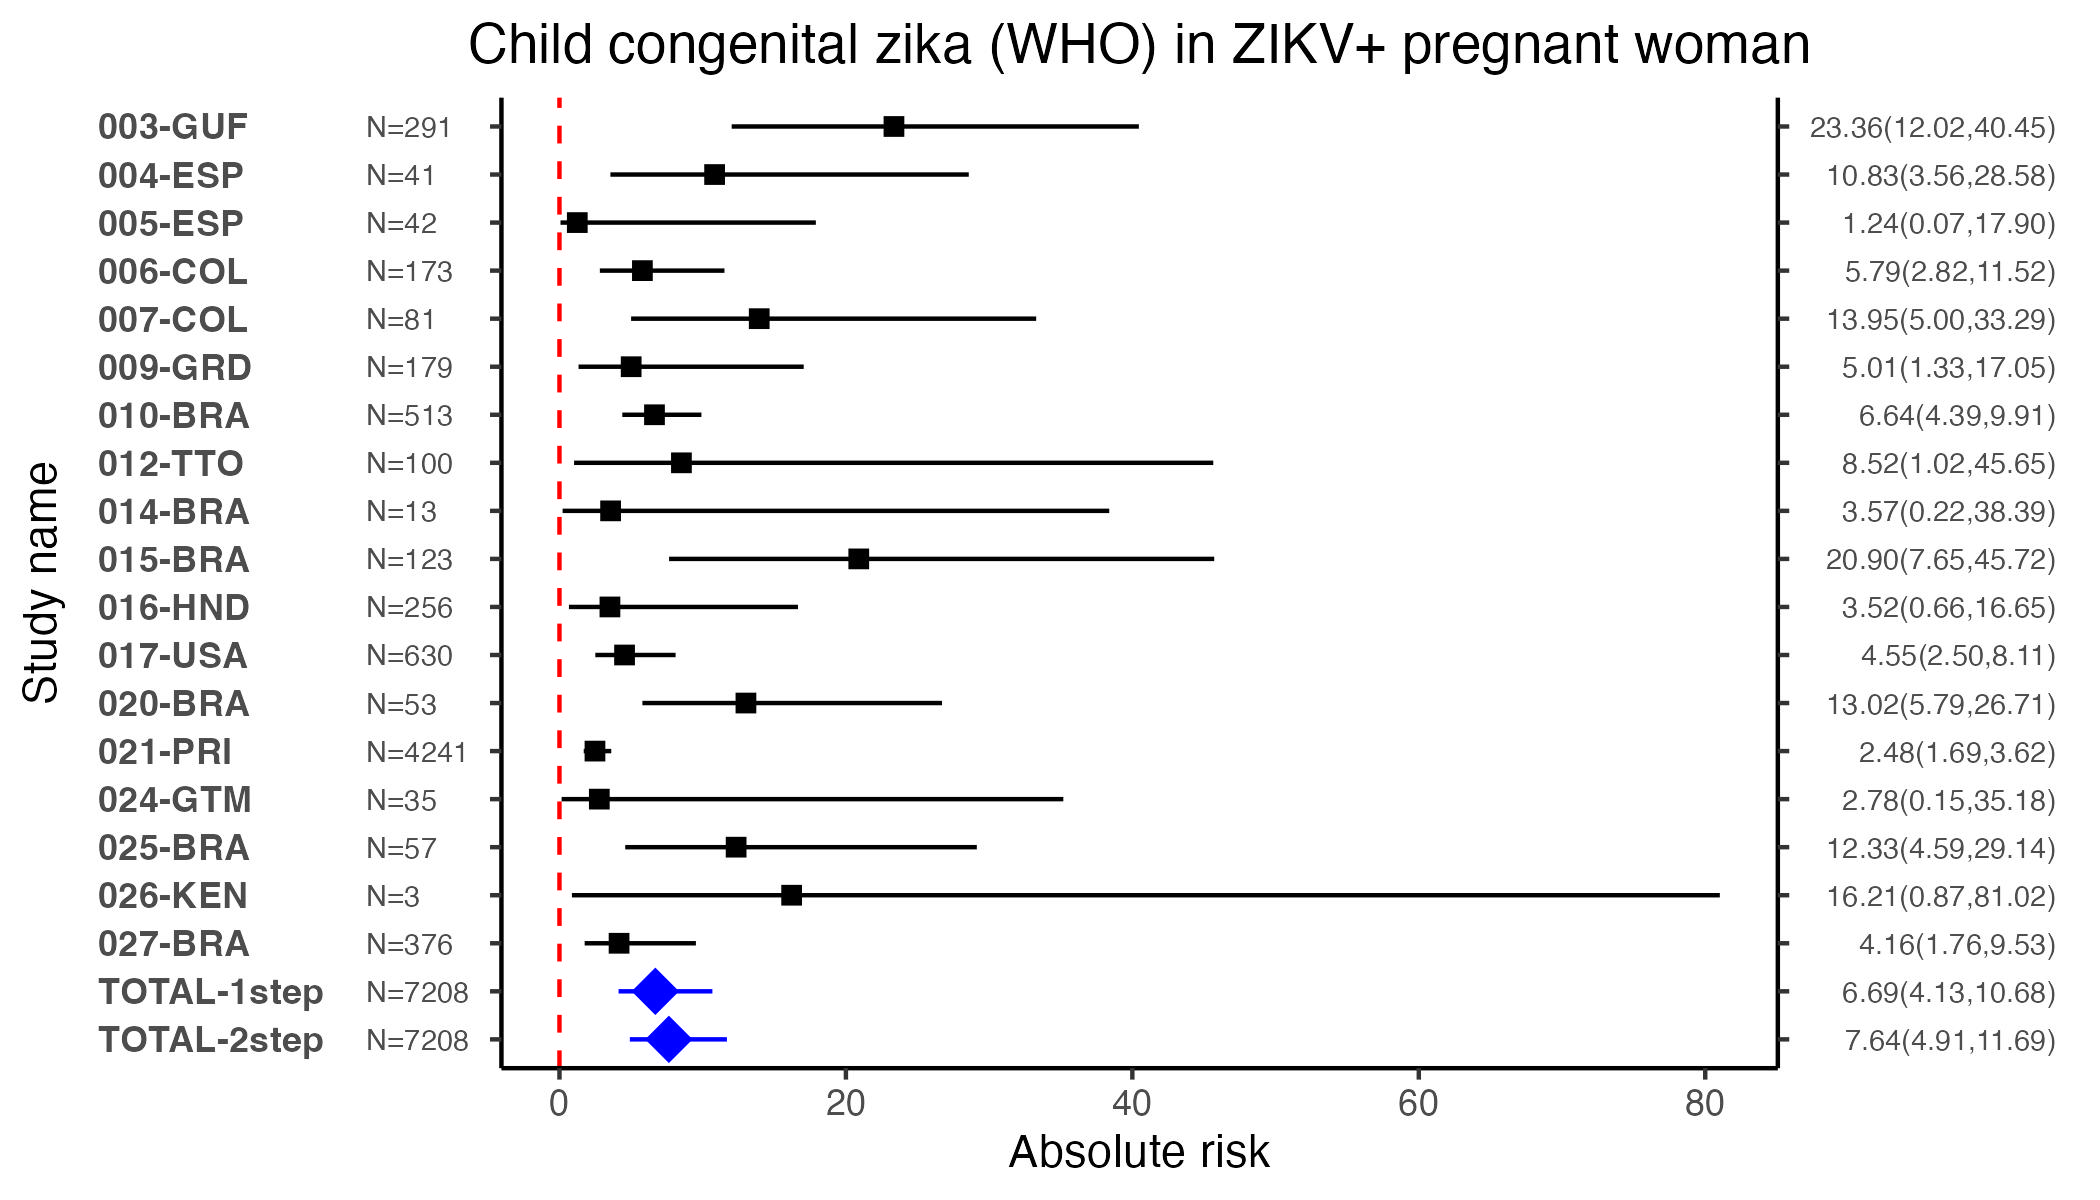 Child congenital zika (WHO) in ZIKV+ pregnant woman
Study name
003-GUF N=291 23.36(12.02,40.45)
004-ESP N=41 10.83(3.56,28.58)
005-ESP N=42 1.24(0.07,17.90)
006-COL N=173 5.79(2.82,11.52)
007-COL N=81 13.95(5.00,33.29)
009-GRD N=179 5.01(1.33,17.05)
010-BRA N=513 6.64(4.39,9.91)
012-TTO N=100 8.52(1.02,45.65)
014-BRA N=13 3.57(0.22,38.39)
015-BRA N=123 20.90(7.65,45.72)
016-HND N=256 3.52(0.66,16.65)
017-USA N=630 4.55(2.50,8.11)
020-BRA N=53 13.02(5.79,26.71)
021-PRI N=4241 2.48(1.69,3.62)
024-GTM N=35 2.78(0.15,35.18)
025-BRA N=57 12.33(4.59,29.14)
026-KEN N=3 16.21(0.87,81.02)
027-BRA N=376 4.16(1.76,9.53)
TOTAL-1step N=7208 6.69(4.13,10.68)
TOTAL-2step N=7208 7.64(4.91,11.69)
0 20 40 60 80
Absolute risk